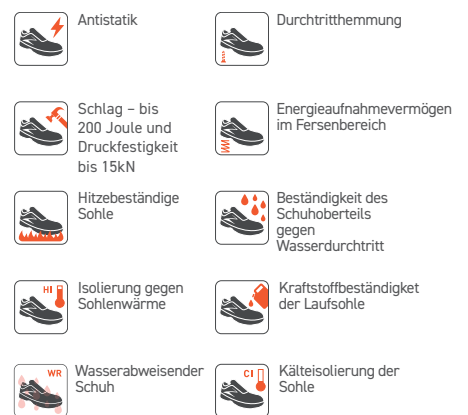 Antistatik
Durchtritthemmung
Schlag – bis
200 Joule und
Druckfestigkeit
bis 15kN
Energieaufnahmevermögen
im Fersenbereich
Hitzebeständige
Sohle
Beständigkeit des
Schuhoberteils
gegen
Wasserdurchtritt
HI
Isolierung gegen
Sohlenwärme
Kraftstoffbeständigket
der Laufsohle
WR
Wasserabweisender
Schuh
CI
Kälteisolierung der
Sohle